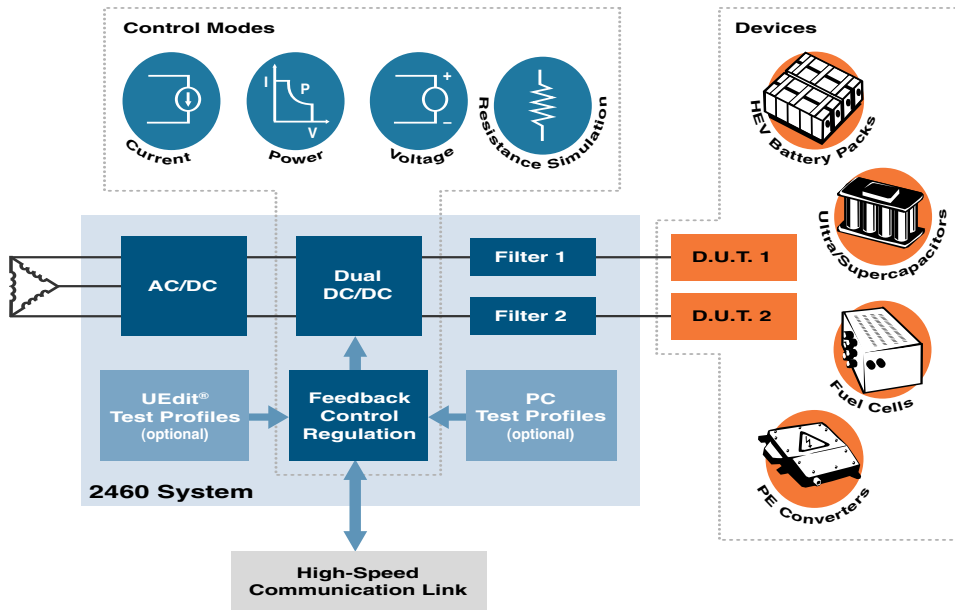 Control Modes
I
P
V
+
−
Current
Power
Voltage
Resistance Simulation
Devices
HEV Battery Packs
Ultra/Supercapacitors
Fuel Cells
PE Converters
AC/DC
Dual
DC/DC
Filter 1
Filter 2
D.U.T. 1
D.U.T. 2
UEdit®
Test Profiles
(optional)
Feedback
Control
Regulation
PC
Test Profiles
(optional)
2460 System
High-Speed
Communication Link